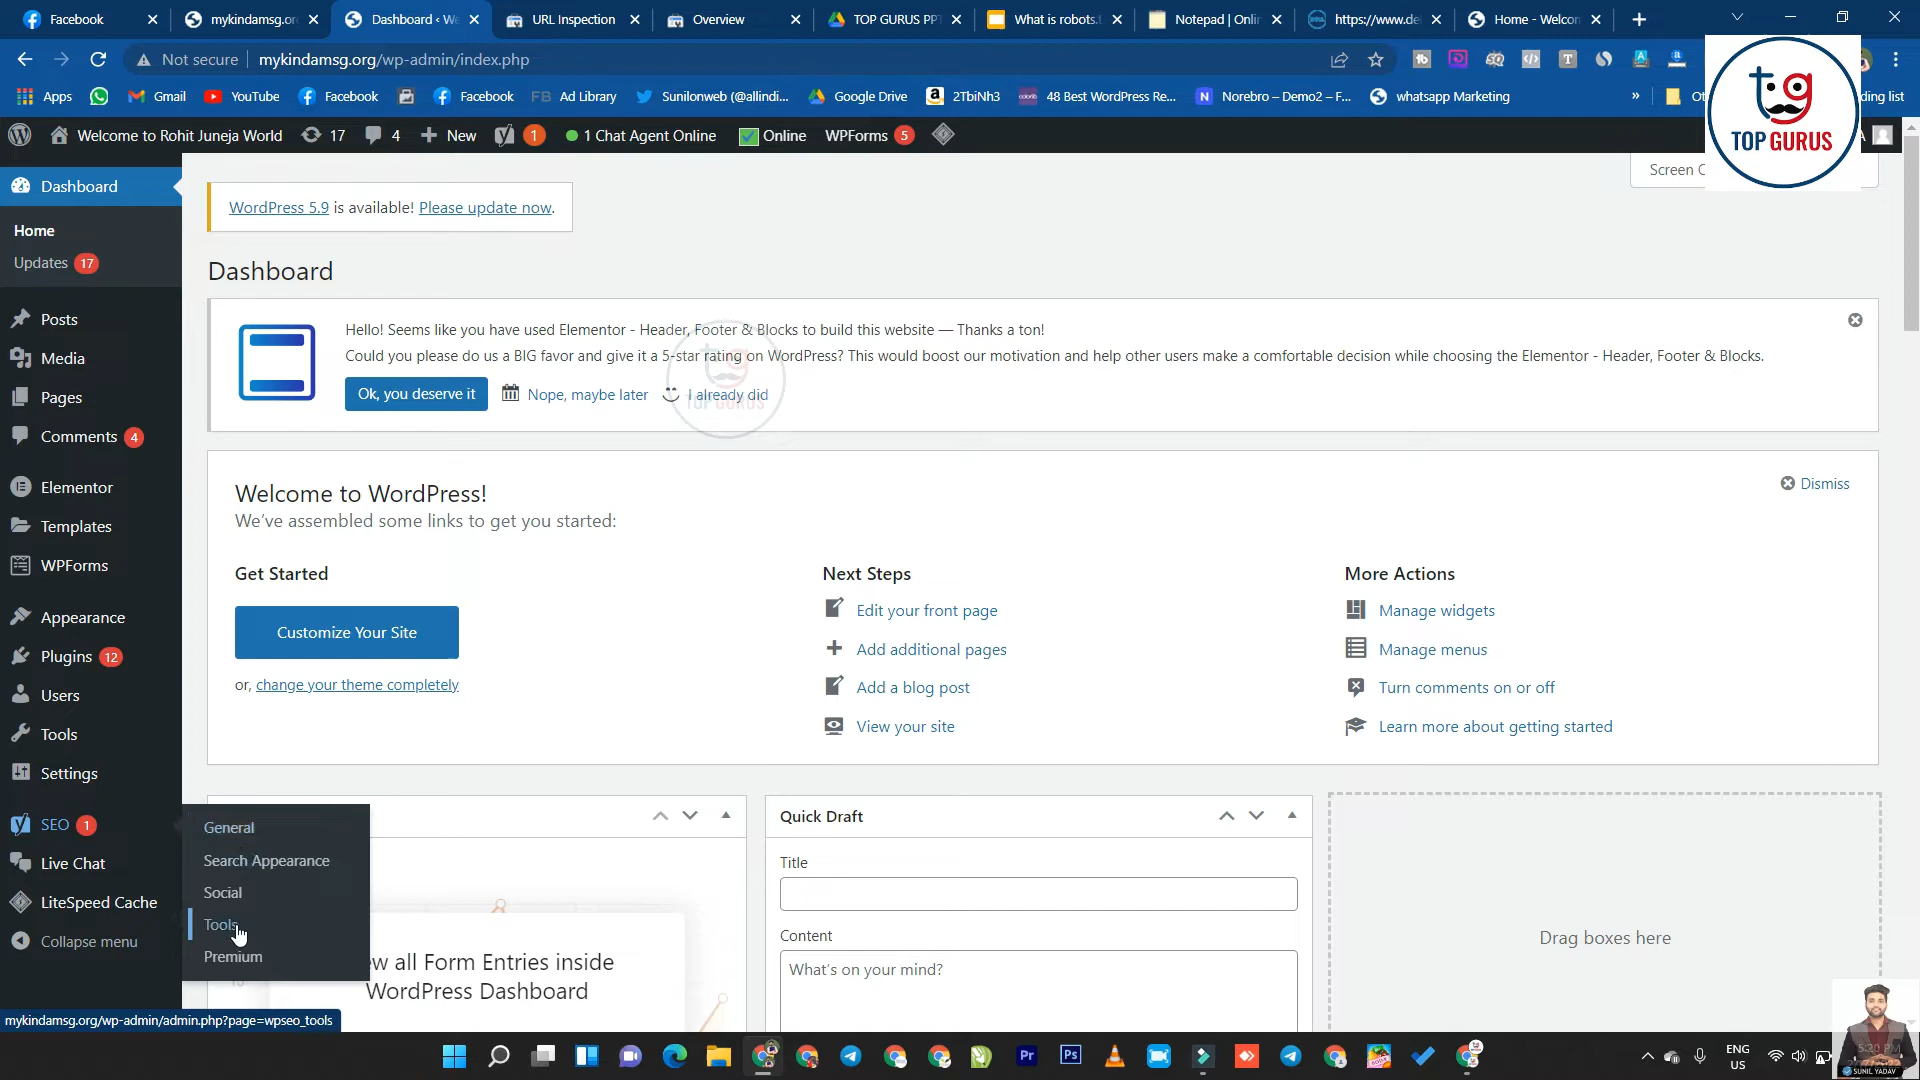 Facebook
mykindamsg.or
Dashboard ‹ W
URL Inspection
Overview
TOP GURUS PP
What is robots.
Notepad | Onli
https://www.de
Home - Welcon
Not secure
mykindamsg.org/wp-admin/index.php
Apps
Gmail
YouTube
Facebook
Facebook
Ad Library
Sunilonweb (@allindi...
Google Drive
2TbiNh3
48 Best WordPress Re...
Norebro – Demo2 – F...
whatsapp Marketing
»
ding list
tg
TOP GURUS
Welcome to Rohit Juneja World
17
4
New
1
1 Chat Agent Online
Online
WPForms 5
Dashboard
Home
Updates 17
Posts
Media
Pages
Comments 4
Elementor
Templates
WPForms
Appearance
Plugins 12
Users
Tools
Settings
SEO 1
Live Chat
LiteSpeed Cache
Collapse menu
General
Search Appearance
Social
Tools
Premium
Screen
WordPress 5.9 is available! Please update now.
Dashboard
Hello! Seems like you have used Elementor - Header, Footer & Blocks to build this website — Thanks a ton!
Could you please do us a BIG favor and give it a 5-star rating on WordPress? This would boost our motivation and help other users make a comfortable decision while choosing the Elementor - Header, Footer & Blocks.
Ok, you deserve it
Nope, maybe later
I already did
TOP GURUS
Welcome to WordPress!
We've assembled some links to get you started:
Dismiss
Get Started
Customize Your Site
or, change your theme completely
Next Steps
Edit your front page
Add additional pages
Add a blog post
View your site
More Actions
Manage widgets
Manage menus
Turn comments on or off
Learn more about getting started
Quick Draft
Title
Content
What's on your mind?
Drag boxes here
w all Form Entries inside
WordPress Dashboard
mykindamsg.org/wp-admin/admin.php?page=wpseo_tools
Pr
Ps
ENG
US
5:20 PM
SUNIL YADAV